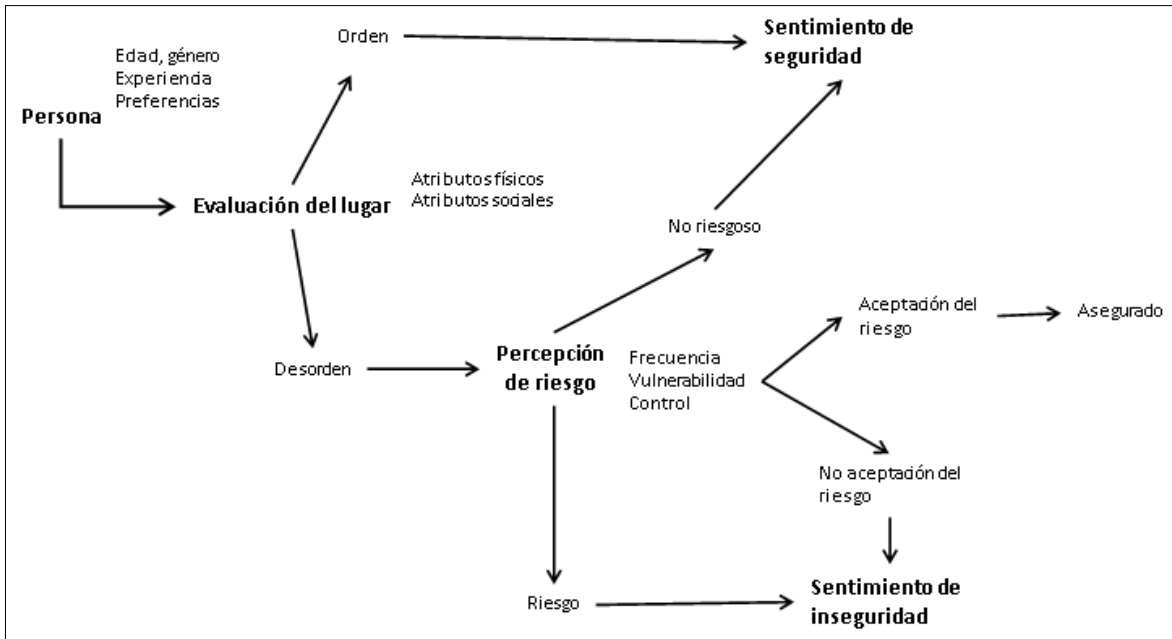 Orden
Sentimiento de
seguridad
Edad, género
Experiencia
Preferencias
Persona
Atributos físicos
Atributos sociales
Evaluación del lugar
No riesgoso
Aceptación del
riesgo
Asegurado
Desorden
Percepción
de riesgo
Frecuencia
Vulnerabilidad
Control
No aceptación del
riesgo
Sentimiento de
inseguridad
Riesgo